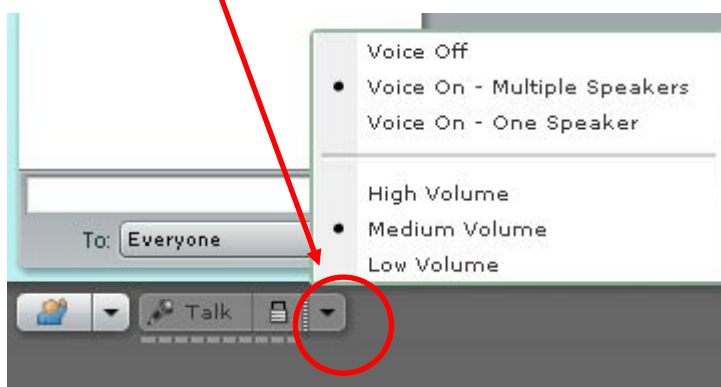 Voice Off
Voice On - Multiple Speakers
Voice On - One Speaker
High Volume
Medium Volume
Low Volume
To: Everyone
Talk